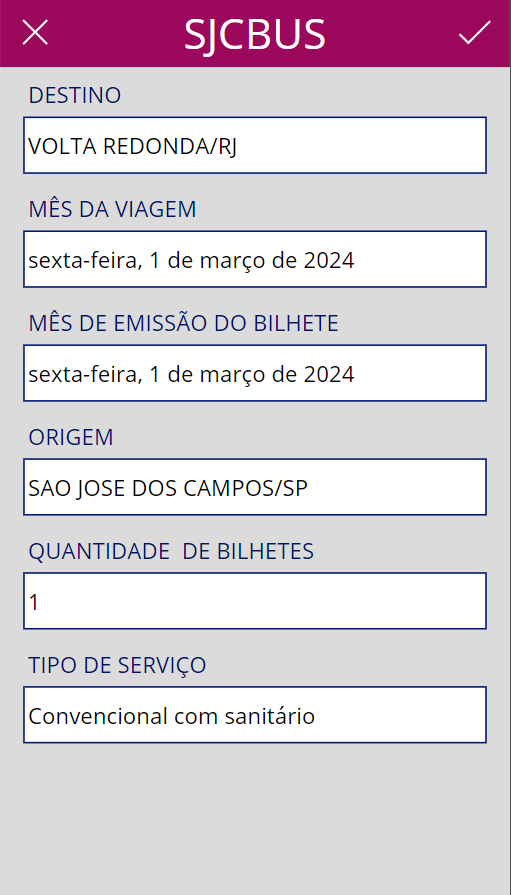 SJCBUS
DESTINO
VOLTA REDONDA/RJ
MÊS DA VIAGEM
sexta-feira, 1 de março de 2024
MÊS DE EMISSÃO DO BILHETE
sexta-feira, 1 de março de 2024
ORIGEM
SAO JOSE DOS CAMPOS/SP
QUANTIDADE  DE BILHETES
1
TIPO DE SERVIÇO
Convencional com sanitário